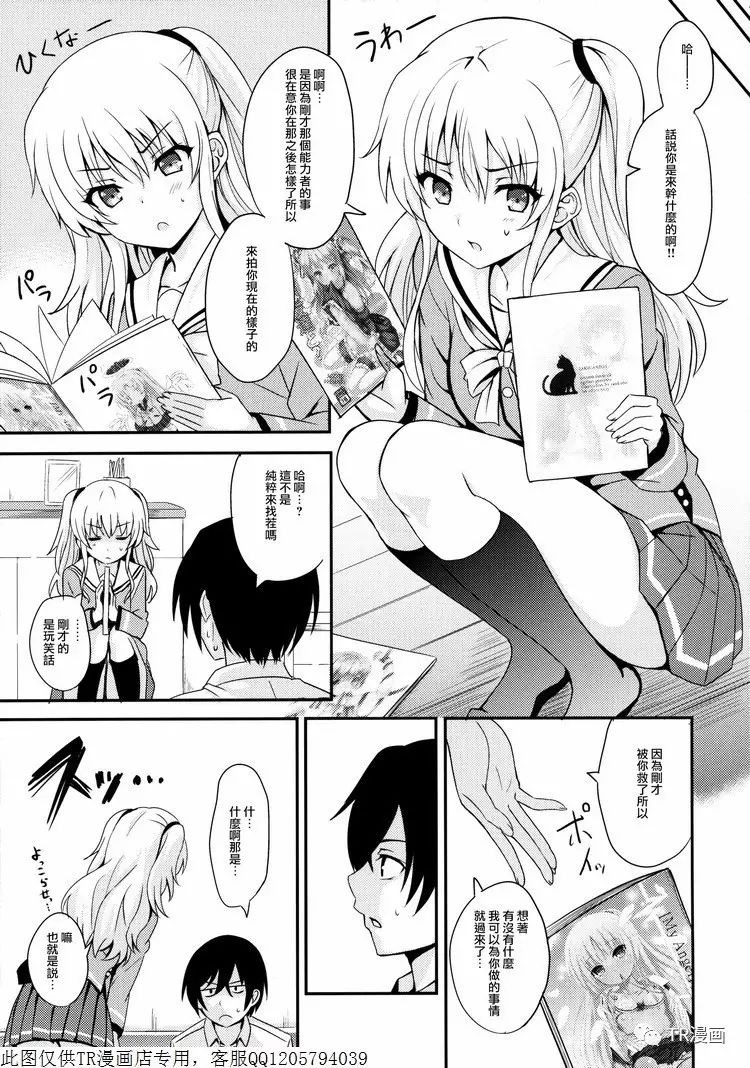 哈
———
話説你是來幹什麼的啊!!
うわー
ひくなー
啊啊…
是因為剛才那個能力者的事
很在意你在那之後怎樣了所以
來拍你現在的樣子的
パラ
パラ
哈啊…?
這不是
純粹來找茬嗎
………
剛才的
是玩笑話
因為剛才
被你救了所以
ポイッ
想著
有沒有什麼
我可以為你做的事情
就過來了…
My Angel
什…
什麼啊那是…
スッ…
よっこらせっ…
嘛
也就是説…
TR漫画
此图仅供TR漫画店专用，客服QQ1205794039